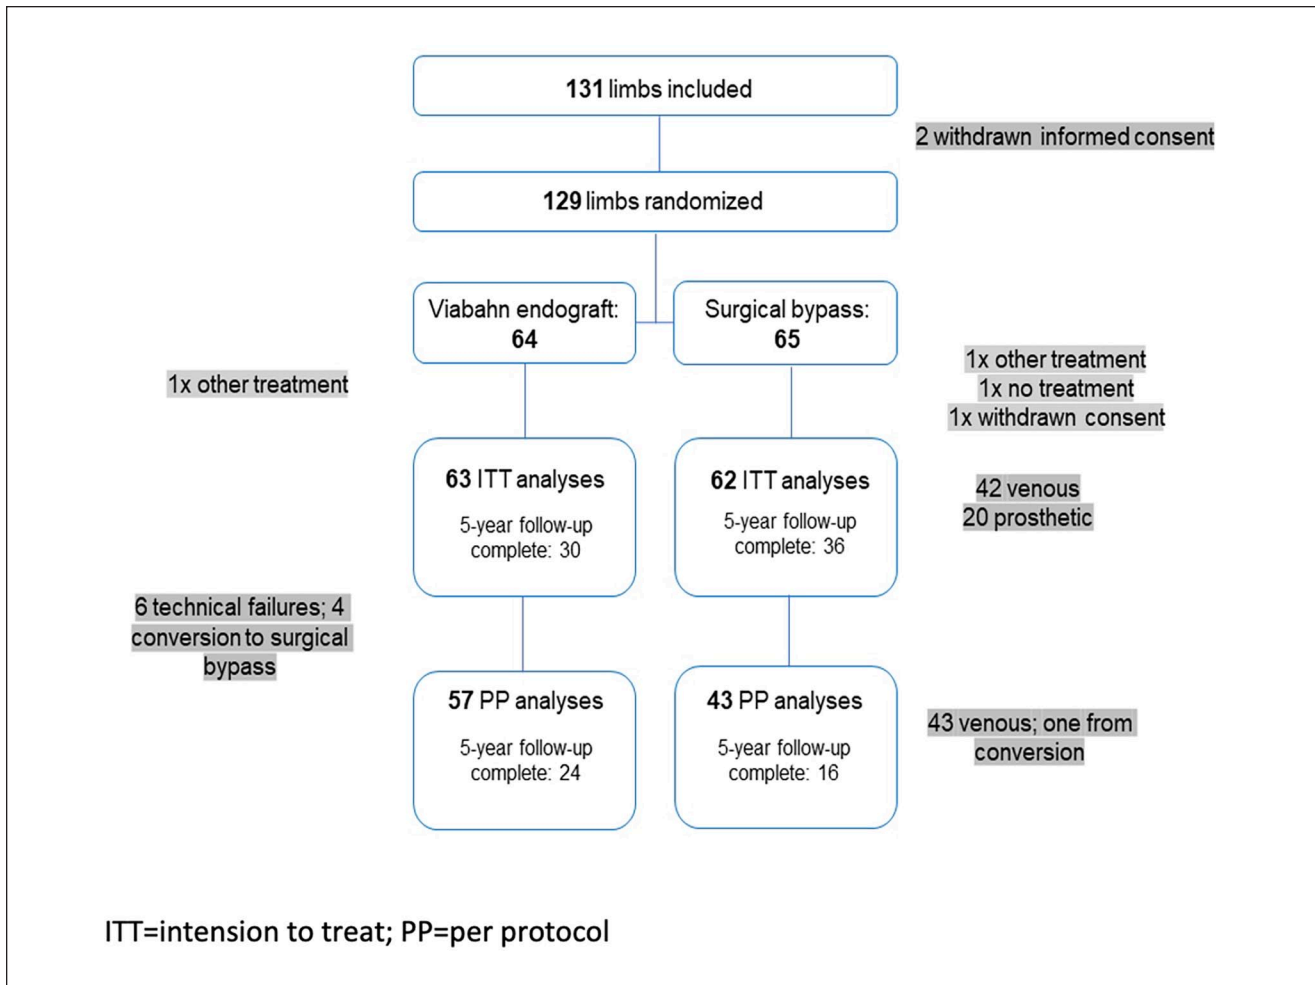 131 limbs included
2 withdrawn informed consent
129 limbs randomized
Viabahn endograft:
64
Surgical bypass:
65
1x other treatment
1x other treatment
1x no treatment
1x withdrawn consent
63 ITT analyses
5-year follow-up
complete: 30
62 ITT analyses
5-year follow-up
complete: 36
42 venous
20 prosthetic
6 technical failures; 4
conversion to surgical
bypass
57 PP analyses
5-year follow-up
complete: 24
43 PP analyses
5-year follow-up
complete: 16
43 venous; one from
conversion
ITT=intension to treat; PP=per protocol